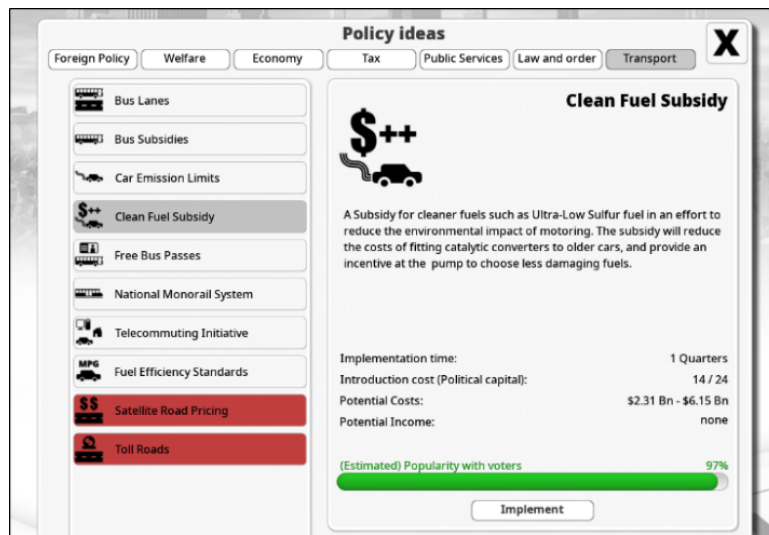 Policy ideas
X
Foreign Policy
Welfare
Economy
Tax
Public Services
Law and order
Transport
Bus Lanes
Bus Subsidies
Car Emission Limits
$++
Clean Fuel Subsidy
Free Bus Passes
National Monorail System
Telecommuting Initiative
MPG
Fuel Efficiency Standards
$$
Satellite Road Pricing
Toll Roads
Clean Fuel Subsidy
$++
A Subsidy for cleaner fuels such as Ultra-Low Sulfur fuel in an effort to
reduce the environmental impact of motoring. The subsidy will reduce
the costs of fitting catalytic converters to older cars, and provide an
incentive at the pump to choose less damaging fuels.
Implementation time: 1 Quarters
Introduction cost (Political capital): 14 / 24
Potential Costs: $2.31 Bn - $6.15 Bn
Potential Income: none
(Estimated) Popularity with voters 97%
Implement